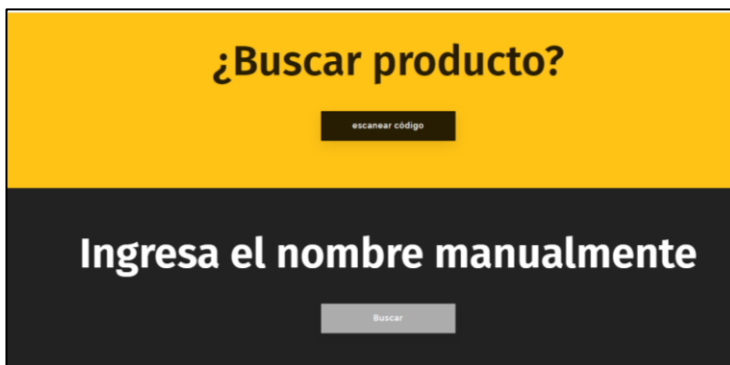 ¿Buscar producto?
escanear código
Ingresa el nombre manualmente
Buscar